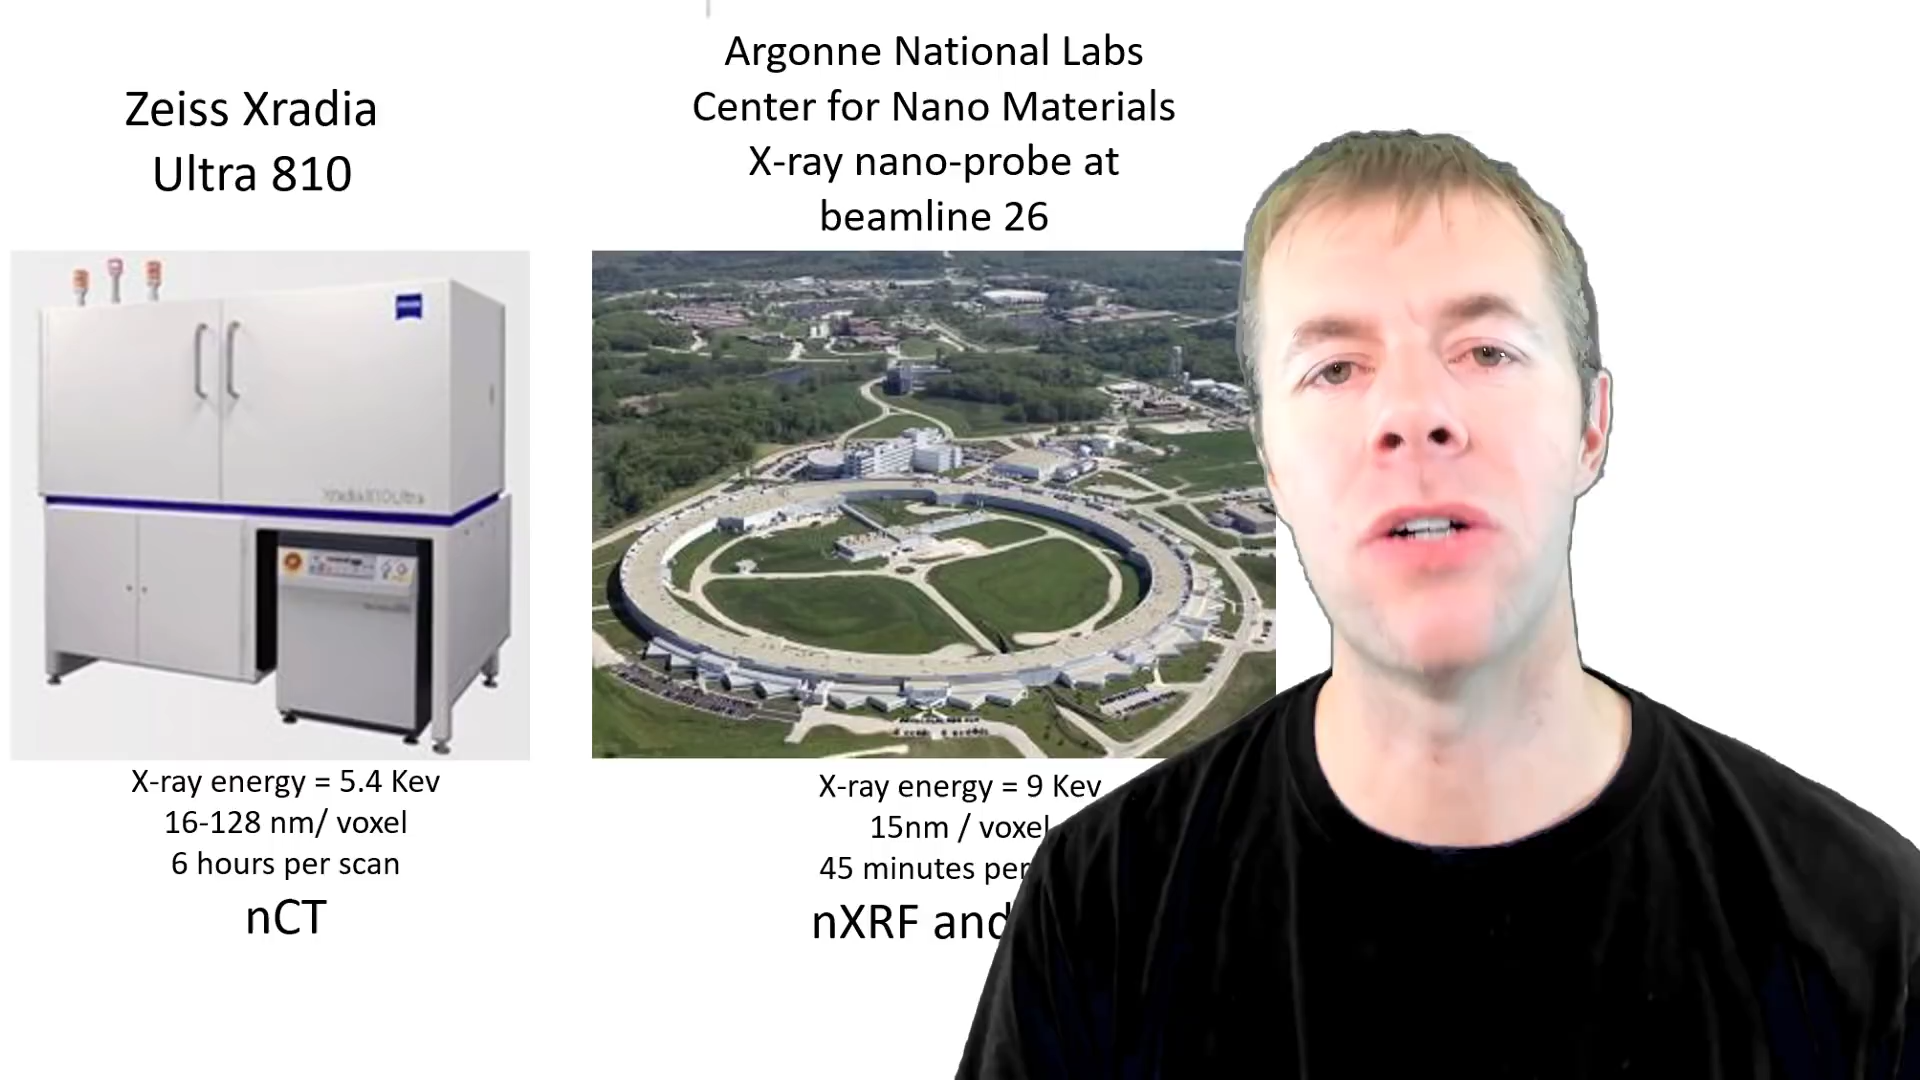 Zeiss Xradia
Ultra 810
X-ray energy = 5.4 Kev
16-128 nm/ voxel
6 hours per scan
nCT
Argonne National Labs
Center for Nano Materials
X-ray nano-probe at
beamline 26
X-ray energy = 9 Kev
15nm / voxel
45 minutes per
nXRF and